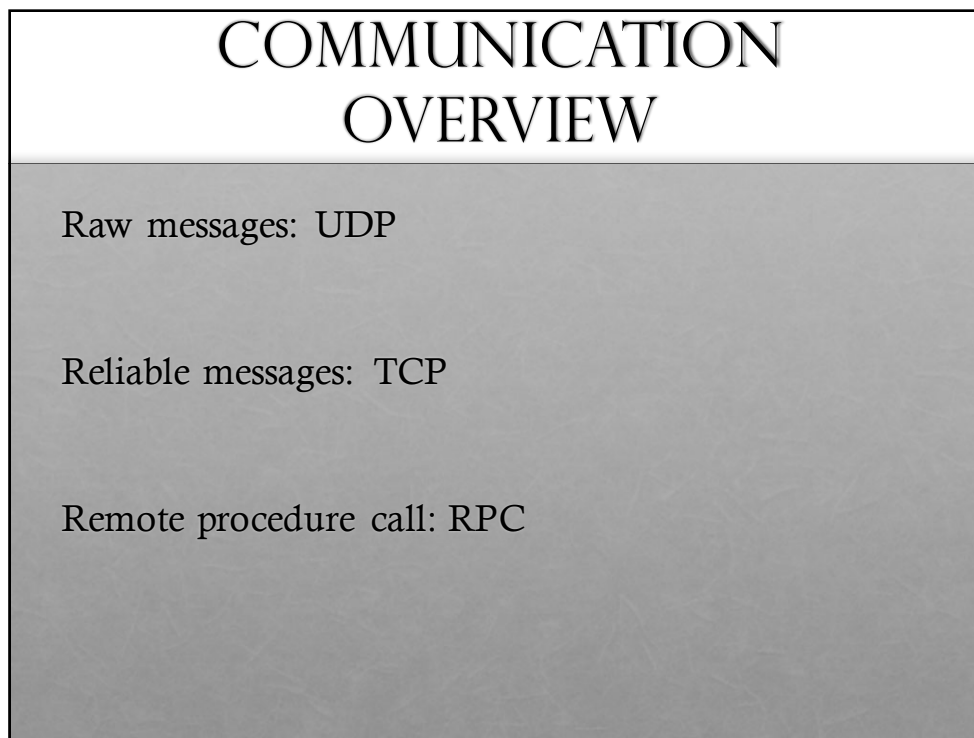 COMMUNICATION
OVERVIEW
Raw messages: UDP
Reliable messages: TCP
Remote procedure call: RPC